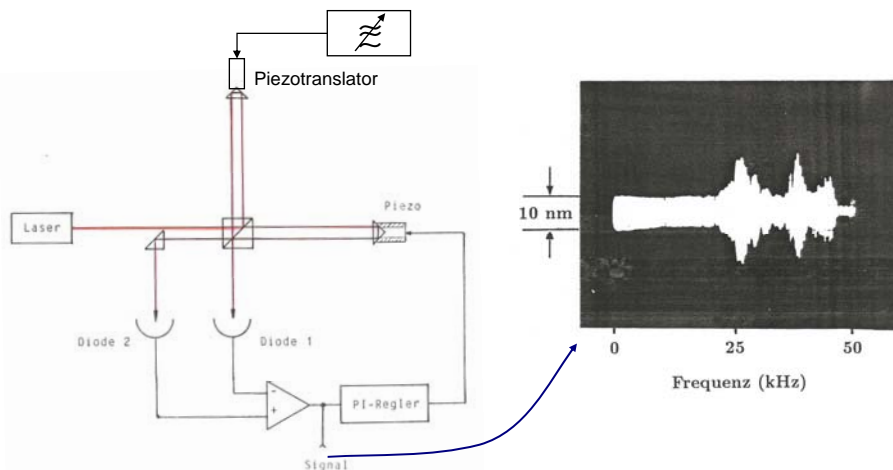 Piezotranslator
Piezo
Laser
10 nm
Diode 2
Diode 1
-
+
PI-Regler
Signal
0 25 50
Frequenz (kHz)